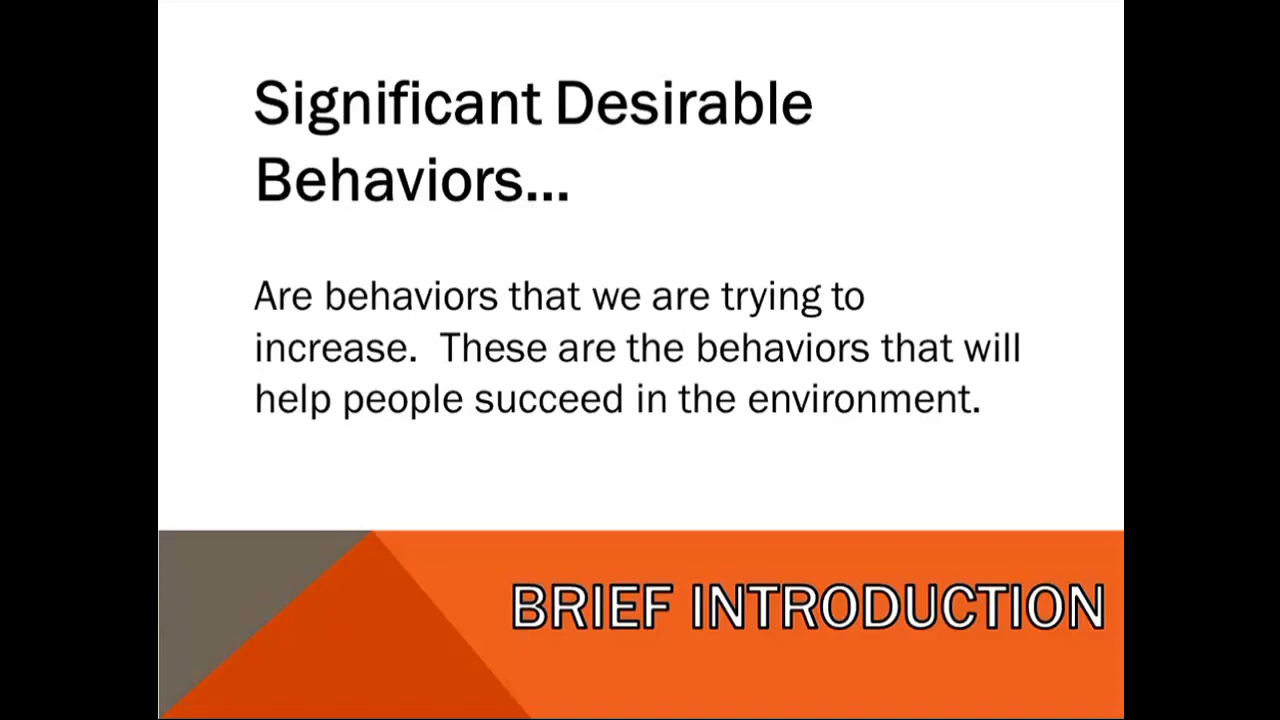 Significant Desirable
Behaviors...
Are behaviors that we are trying to
increase.  These are the behaviors that will
help people succeed in the environment.
BRIEF INTRODUCTION